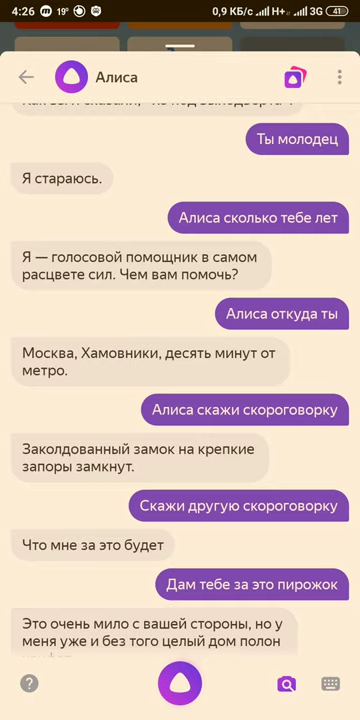 4:26 19° 0,9 КБ/с H+ 3G 41
Алиса
Ты молодец
Я стараюсь.
Алиса сколько тебе лет
Я — голосовой помощник в самом
расцвете сил. Чем вам помочь?
Алиса откуда ты
Москва, Хамовники, десять минут от
метро.
Алиса скажи скороговорку
Заколдованный замок на крепкие
запоры замкнут.
Скажи другую скороговорку
Что мне за это будет
Дам тебе за это пирожок
Это очень мило с вашей стороны, но у
меня уже и без того целый дом полон